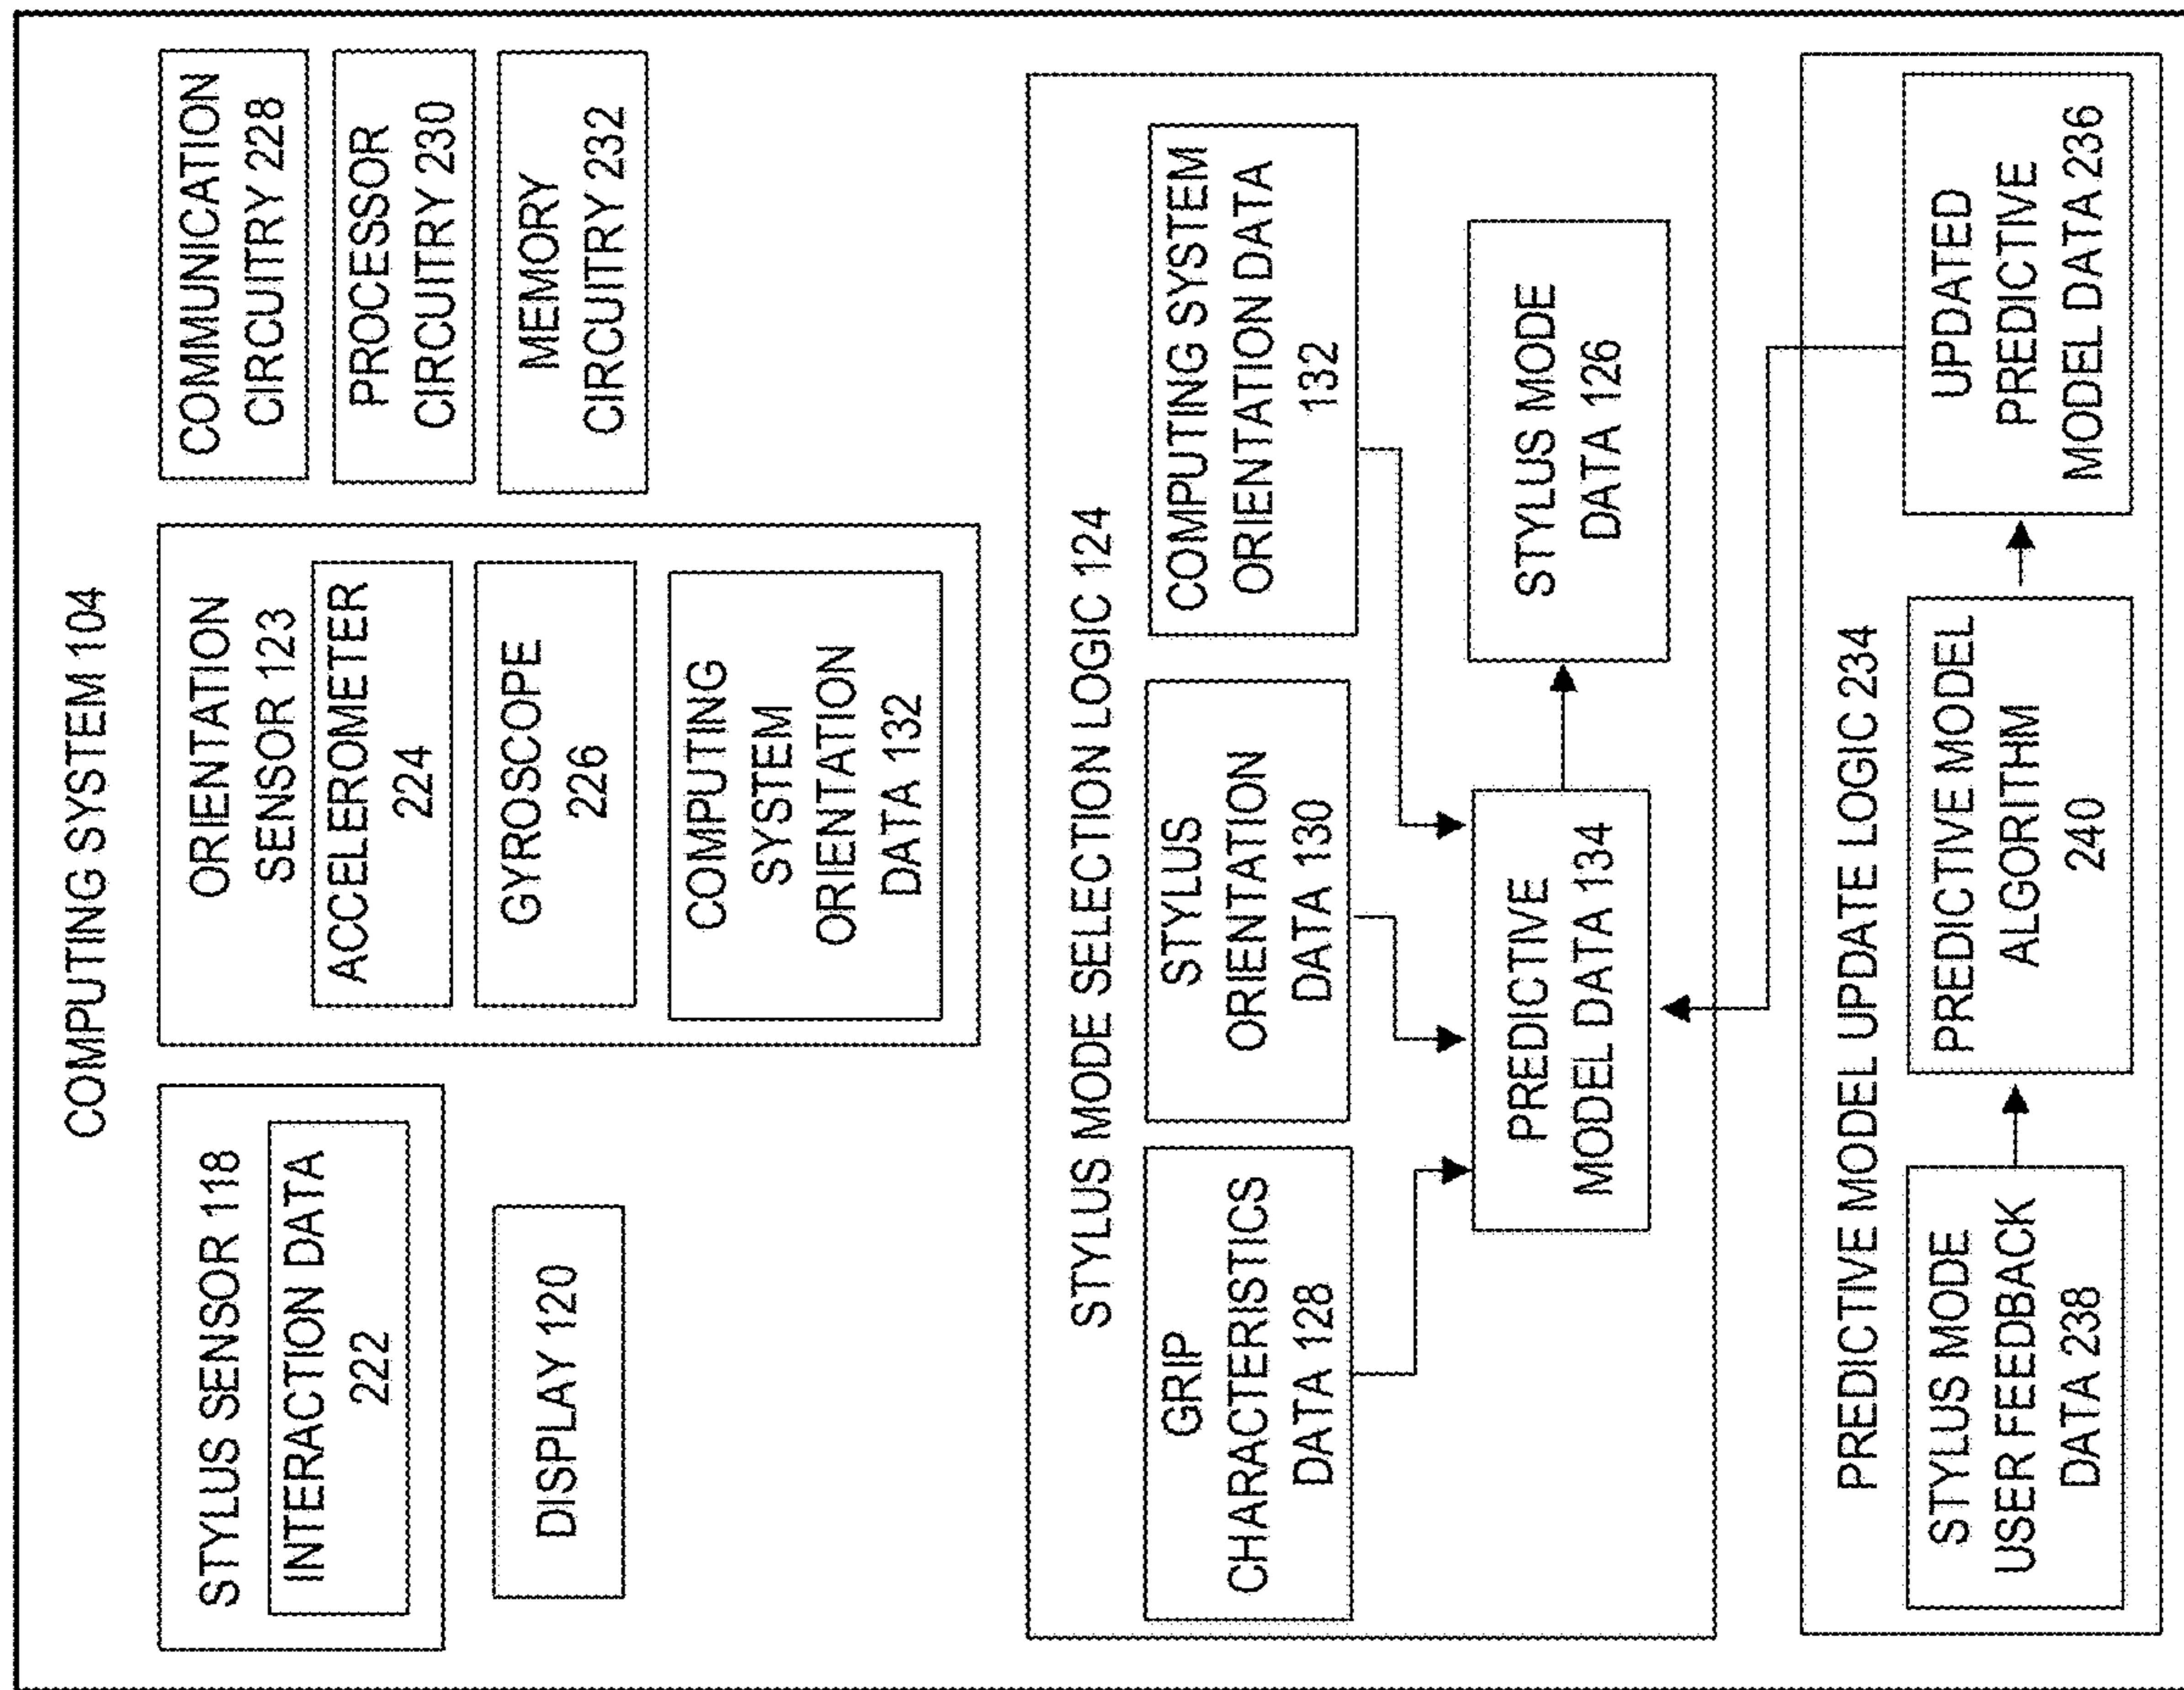 COMPUTING SYSTEM 104
STYLUS SENSOR 118
INTERACTION DATA
222
DISPLAY 120
ORIENTATION
SENSOR 123
ACCELEROMETER
224
GYROSCOPE
226
COMPUTING
SYSTEM
ORIENTATION
DATA 132
COMMUNICATION
CIRCUITRY 228
PROCESSOR
CIRCUITRY 230
MEMORY
CIRCUITRY 232
STYLUS MODE SELECTION LOGIC 124
GRIP
CHARACTERISTICS
DATA 128
STYLUS
ORIENTATION
DATA 130
COMPUTING SYSTEM
ORIENTATION DATA
132
PREDICTIVE
MODEL DATA 134
STYLUS MODE
DATA 126
PREDICTIVE MODEL UPDATE LOGIC 234
STYLUS MODE
USER FEEDBACK
DATA 238
PREDICTIVE MODEL
ALGORITHM
240
UPDATED
PREDICTIVE
MODEL DATA 236